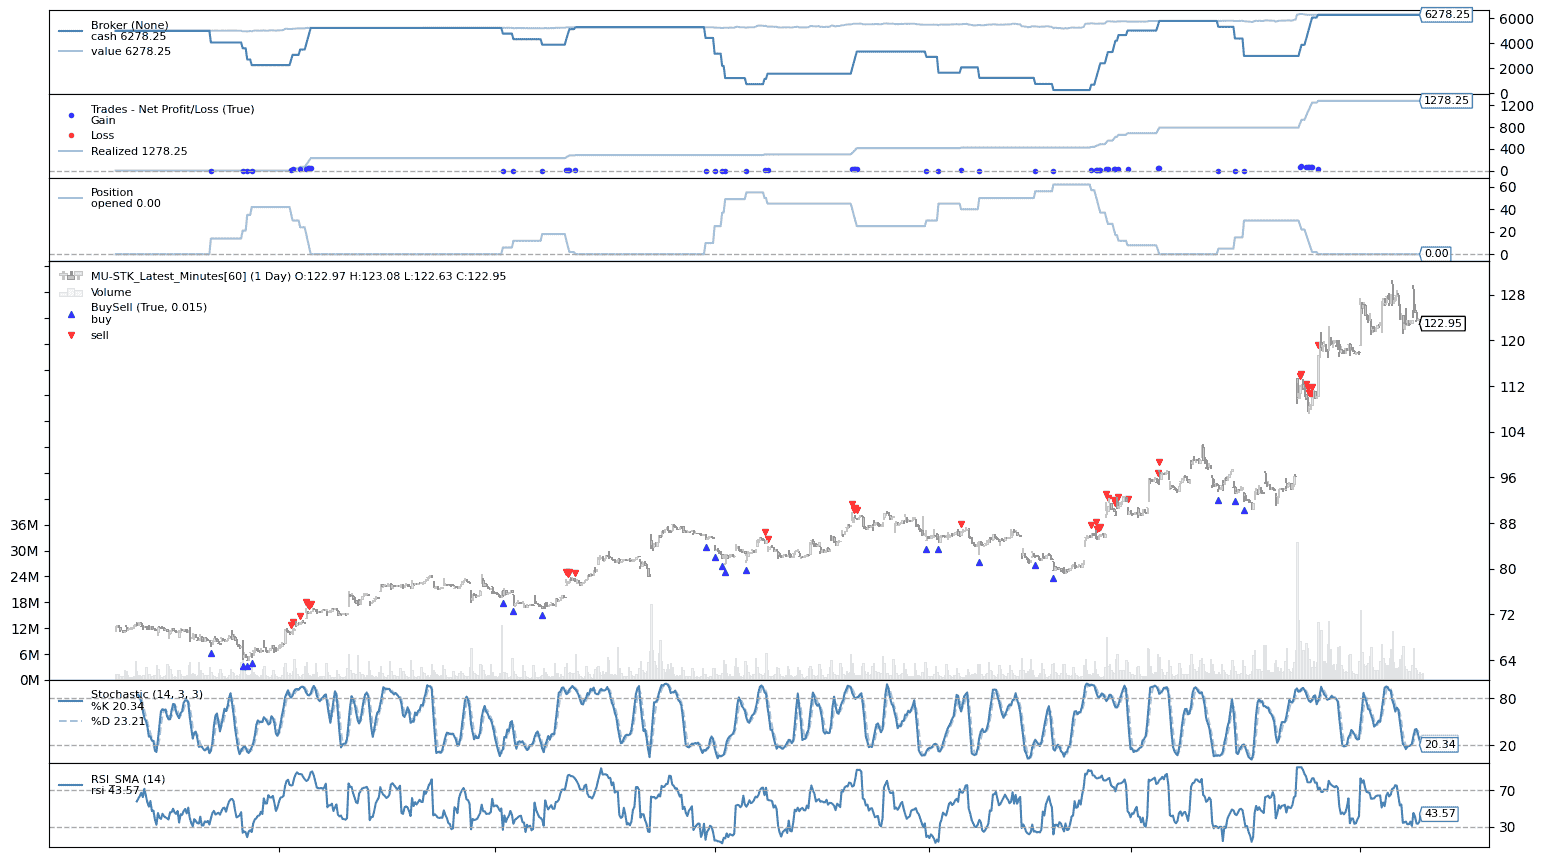 Broker (None)
cash 6278.25
value 6278.25
6278.25
6000
4000
2000
0
Trades - Net Profit/Loss (True)
Gain
Loss
Realized 1278.25
1278.25
1200
800
400
0
Position
opened 0.00
60
40
20
0
0.00
MU-STK_Latest_Minutes[60] (1 Day) O:122.97 H:123.08 L:122.63 C:122.95
Volume
BuySell (True, 0.015)
buy
sell
128
122.95
120
112
104
96
88
80
72
64
36M
30M
24M
18M
12M
6M
0M
Stochastic (14, 3, 3)
%K 20.34
%D 23.21
80
20
20.34
RSI_SMA (14)
rsi 43.57
70
43.57
30